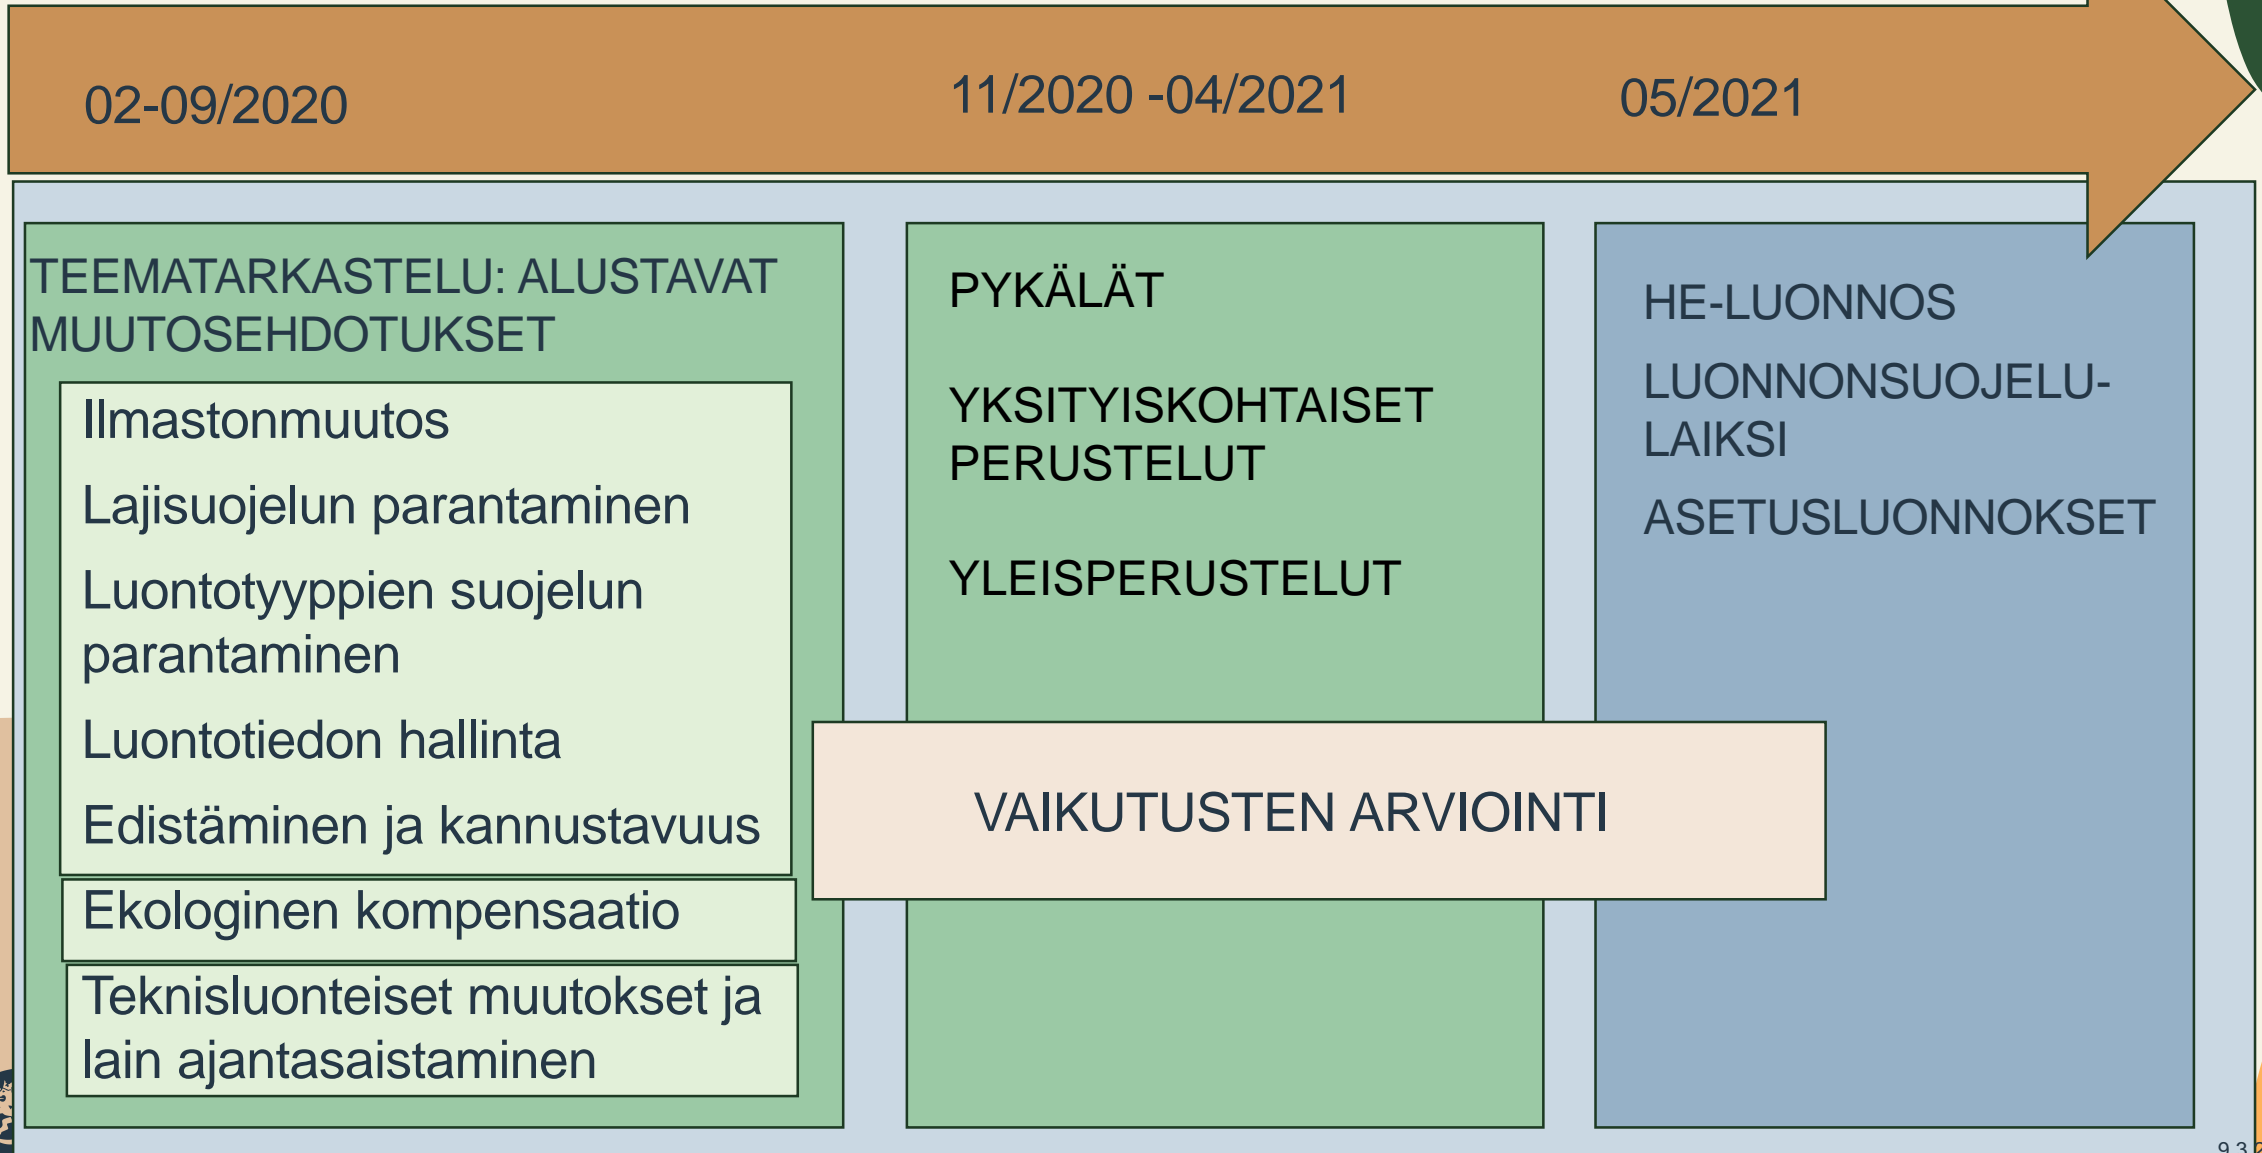 02-09/2020
11/2020 -04/2021
05/2021
TEEMATARKASTELU: ALUSTAVAT
MUUTOSEHDOTUKSET
Ilmastonmuutos
Lajisuojelun parantaminen
Luontotyyppien suojelun
parantaminen
Luontotiedon hallinta
Edistäminen ja kannustavuus
Ekologinen kompensaatio
Teknisluonteiset muutokset ja
lain ajantasaistaminen
PYKÄLÄT
YKSITYISKOHTAISET
PERUSTELUT
YLEISPERUSTELUT
VAIKUTUSTEN ARVIOINTI
HE-LUONNOS
LUONNONSUOJELU-
LAIKSI
ASETUSLUONNOKSET